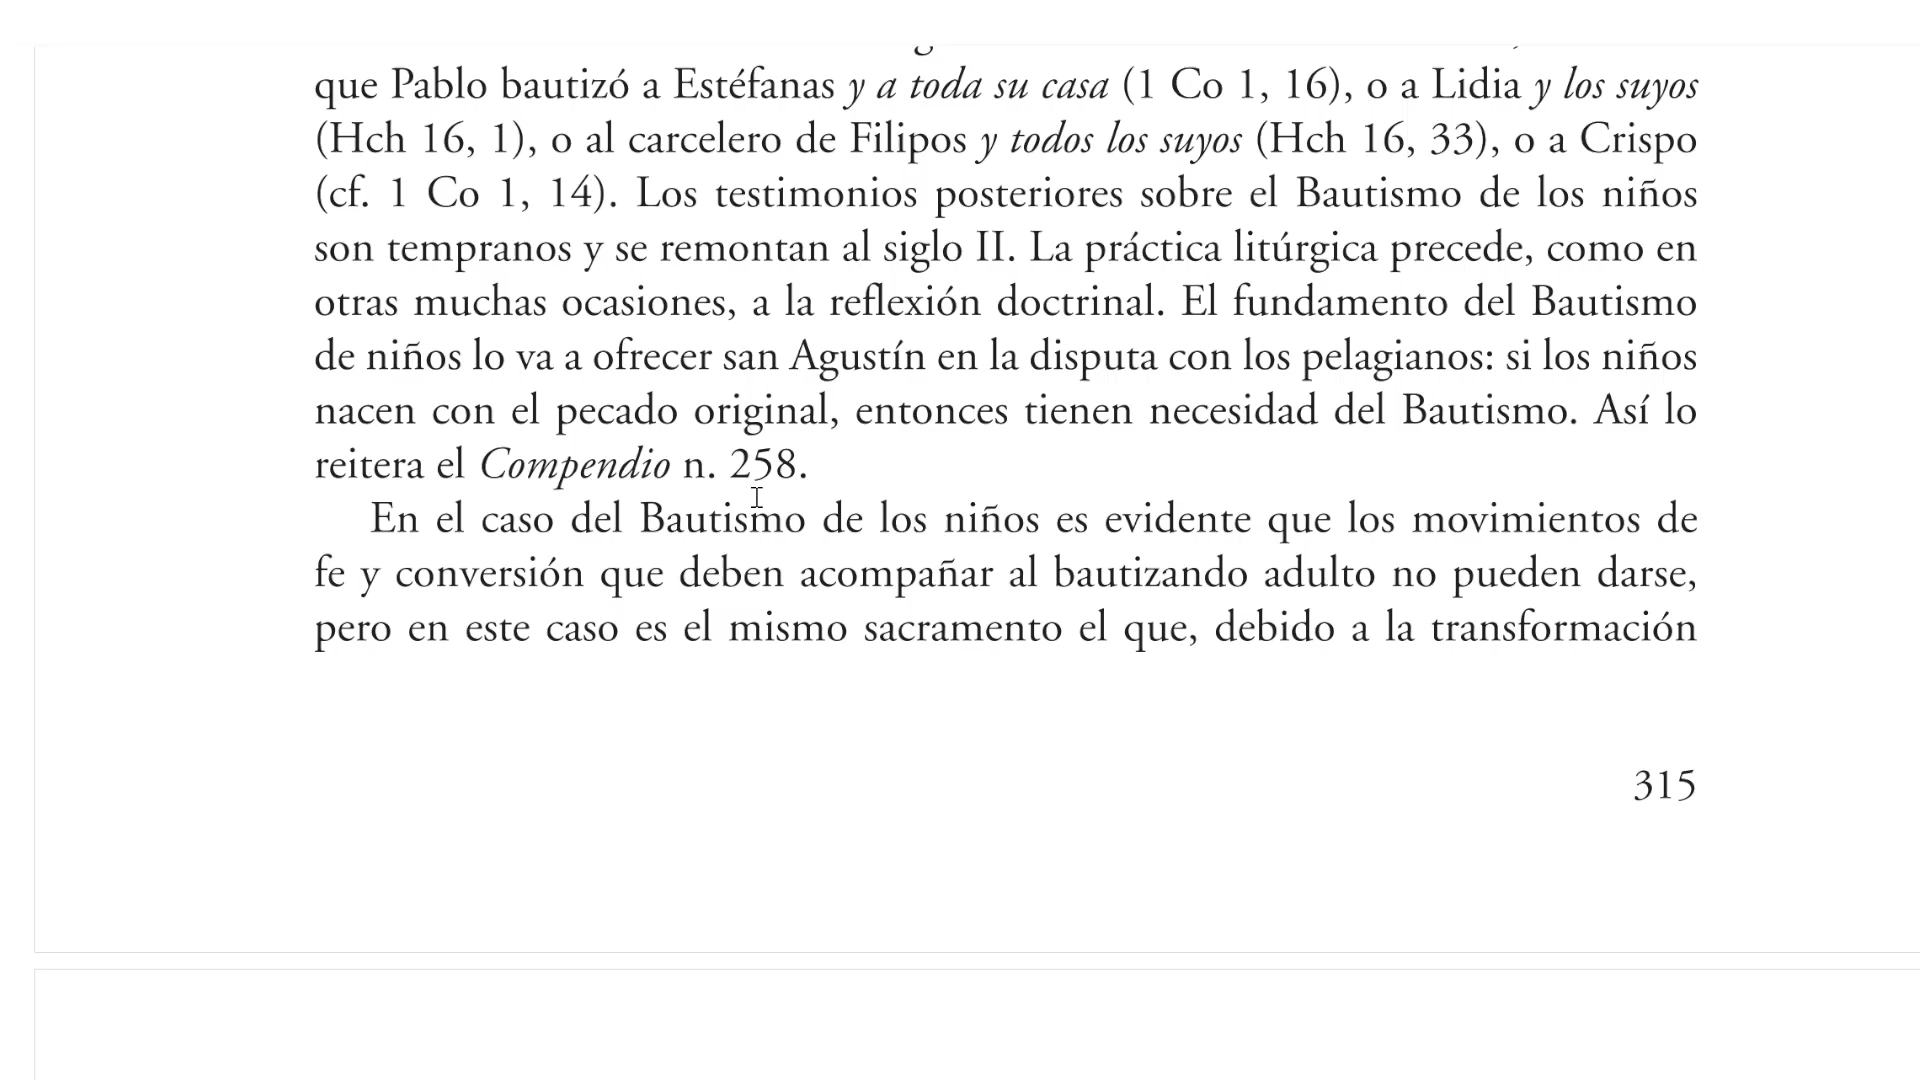 que Pablo bautizó a Estéfanas y a toda su casa (1 Co 1, 16), o a Lidia y los suyos
(Hch 16, 1), o al carcelero de Filipos y todos los suyos (Hch 16, 33), o a Crispo
(cf. 1 Co 1, 14). Los testimonios posteriores sobre el Bautismo de los niños
son tempranos y se remontan al siglo II. La práctica litúrgica precede, como en
otras muchas ocasiones, a la reflexión doctrinal. El fundamento del Bautismo
de niños lo va a ofrecer san Agustín en la disputa con los pelagianos: si los niños
nacen con el pecado original, entonces tienen necesidad del Bautismo. Así lo
reitera el Compendio n. 258.
En el caso del Bautismo de los niños es evidente que los movimientos de
fe y conversión que deben acompañar al bautizando adulto no pueden darse,
pero en este caso es el mismo sacramento el que, debido a la transformación
315